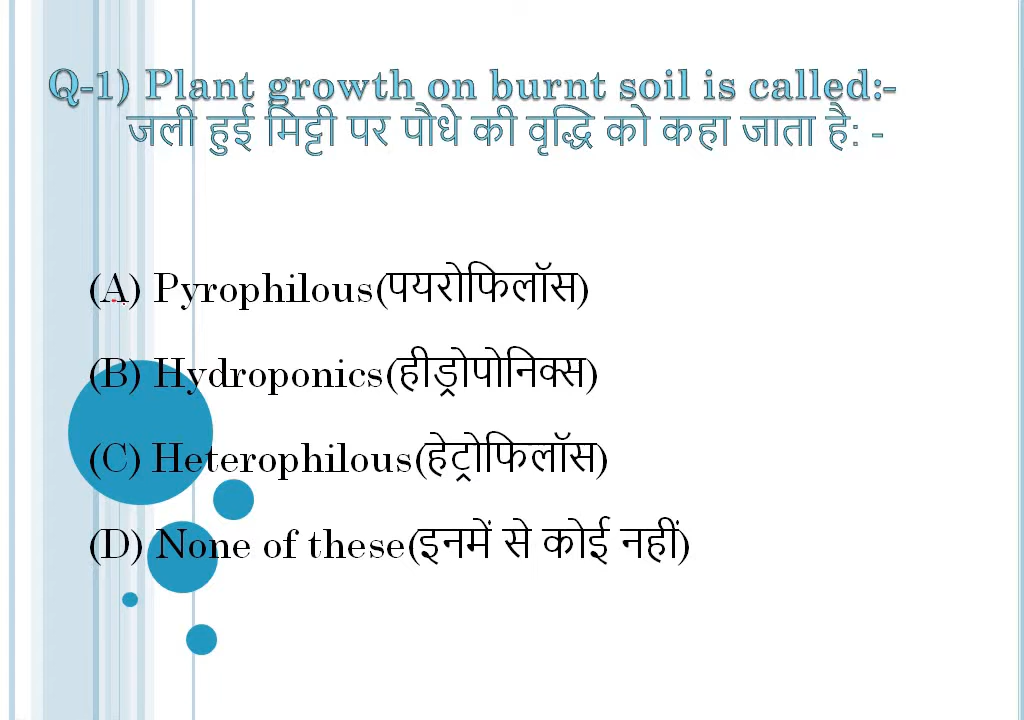 Q-1) Plant growth on burnt soil is called:-
जली हुई मिट्टी पर पौधे की वृद्धि को कहा जाता है: -
(A) Pyrophilous(पयरोफिलॉस)
(B) Hydroponics(हीड्रोपोनिक्स)
(C) Heterophilous(हेट्रोफिलॉस)
(D) None of these(इनमें से कोई नहीं)